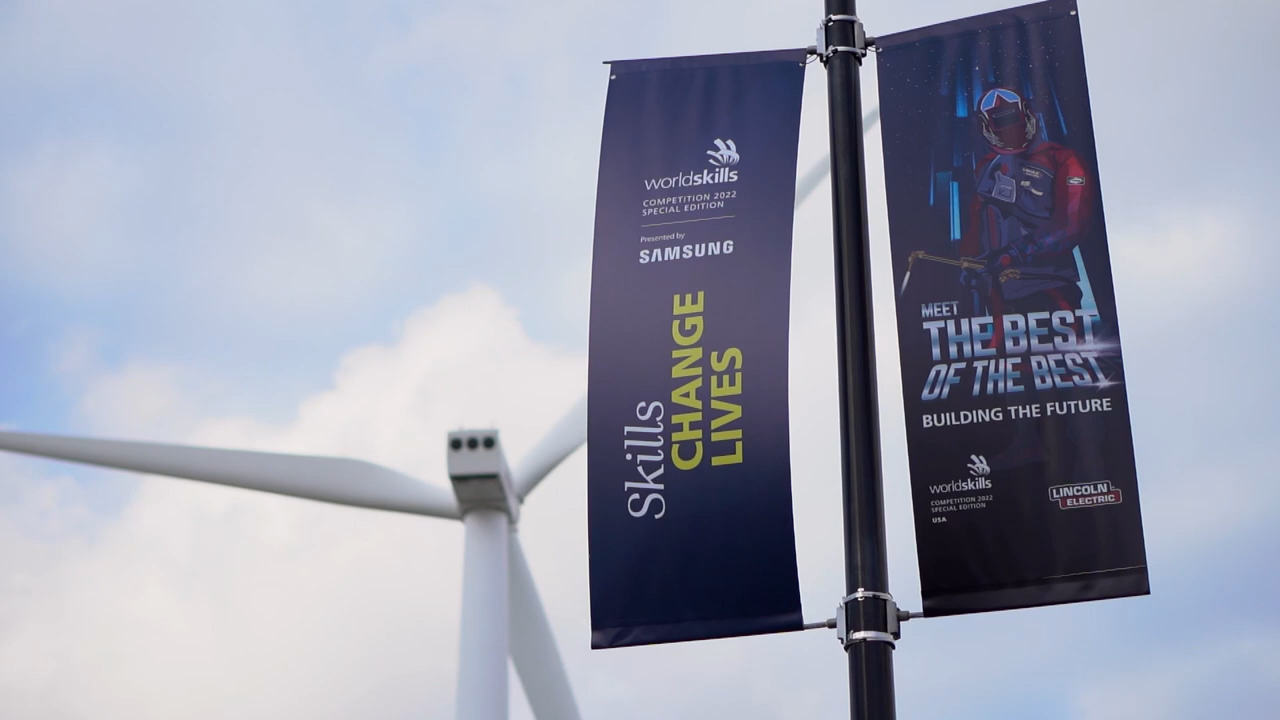 worldskills
COMPETITION 2022
SPECIAL EDITION
Presented by
SAMSUNG
Skills
CHANGE
LIVES
MEET
THE BEST
OF THE BEST
BUILDING THE FUTURE
worldskills
COMPETITION 2022
SPECIAL EDITION
USA
LINCOLN
ELECTRIC